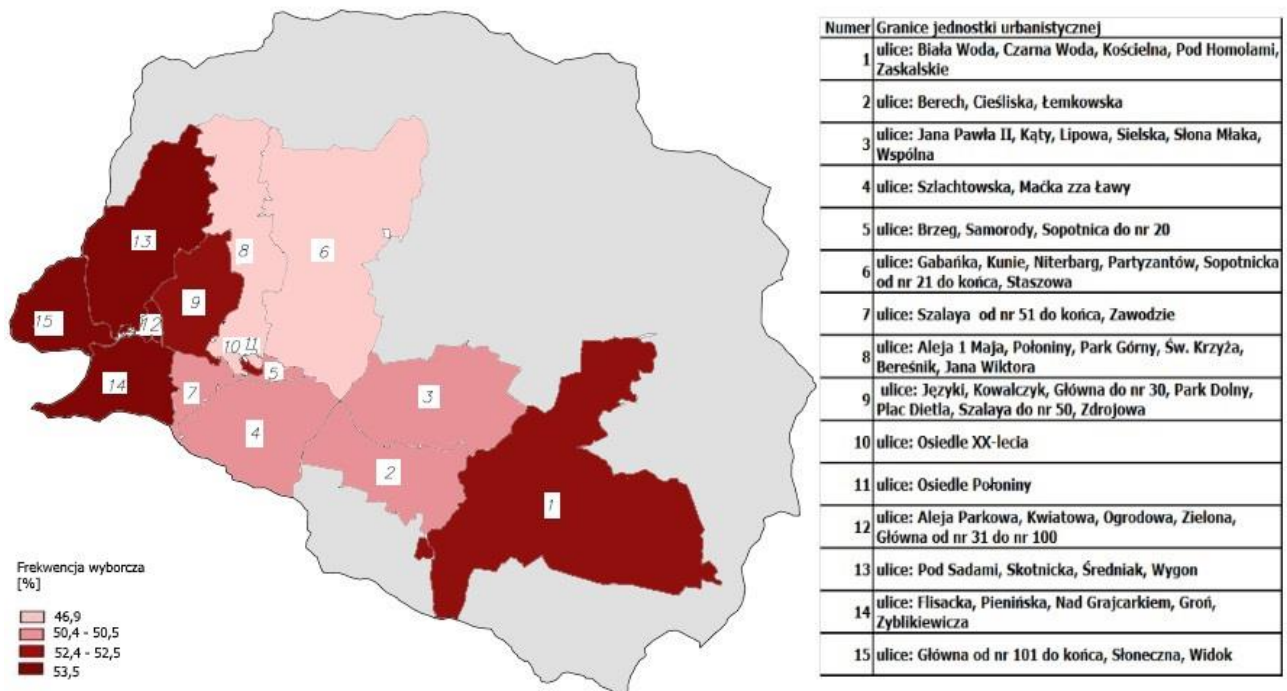 13
8
6
9
15
12
10
11
5
14
7
3
4
2
1
Frekwencja wyborcza
[%]
46,9
50,4 - 50,5
52,4 - 52,5
53,5
Numer Granice jednostki urbanistycznej
1 ulice: Biała Woda, Czarna Woda, Kościelna, Pod Homolami,
Zaskalskie
2 ulice: Berech, Cieśliska, Łemkowska
3 ulice: Jana Pawła II, Kąty, Lipowa, Sielska, Słona Młaka,
Wspólna
4 ulice: Szlachtowska, Maćka zza Ławy
5 ulice: Brzeg, Samorody, Sopotnica do nr 20
6 ulice: Gabańka, Kunie, Niterbarg, Partyzantów, Sopotnicka
od nr 21 do końca, Staszowa
7 ulice: Szalaya od nr 51 do końca, Zawodzie
8 ulice: Aleja 1 Maja, Połoniny, Park Górny, Św. Krzyża,
Bereśnik, Jana Wiktora
9 ulice: Języki, Kowalczyk, Główna do nr 30, Park Dolny,
Plac Dietla, Szalaya do nr 50, Zdrojowa
10 ulice: Osiedle XX-lecia
11 ulice: Osiedle Połoniny
12 ulice: Aleja Parkowa, Kwiatowa, Ogrodowa, Zielona,
Główna od nr 31 do nr 100
13 ulice: Pod Sadami, Skotnicka, Średniak, Wygon
14 ulice: Flisacka, Pienińska, Nad Grajcarkiem, Groń,
Zyblikiewicza
15 ulice: Główna od nr 101 do końca, Słoneczna, Widok